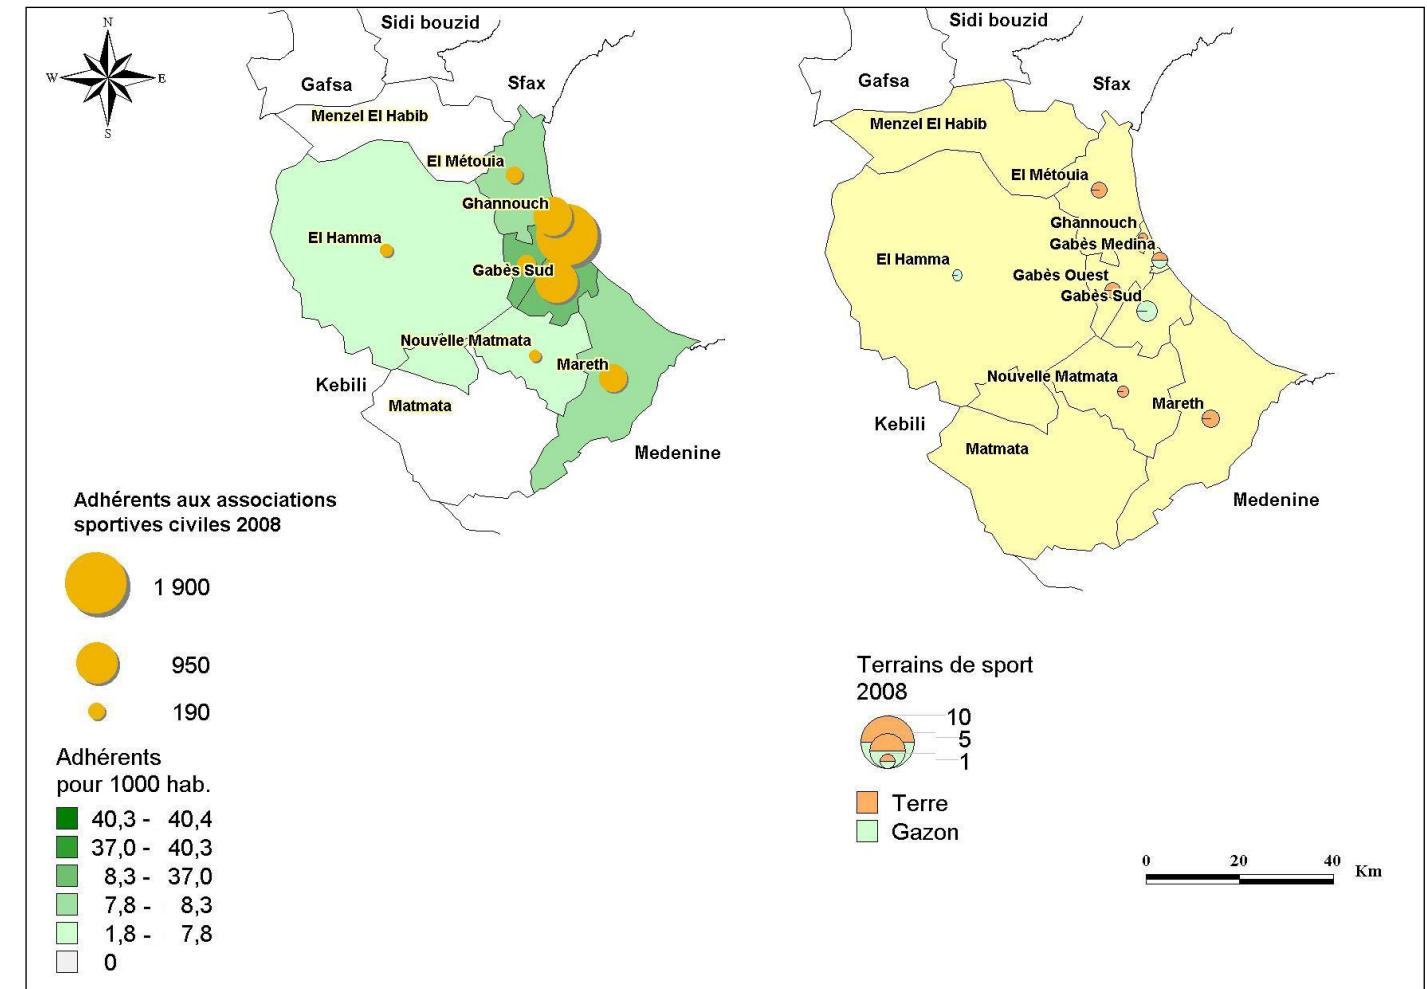 N
W
E
S
Sidi bouzid
Gafsa
Sfax
Menzel El Habib
El Métouia
Ghannouch
El Hamma
Gabès Sud
Nouvelle Matmata
Mareth
Kebili
Matmata
Medenine
Adhérents aux associations
sportives civiles 2008
1 900
950
190
Adhérents
pour 1000 hab.
40,3 - 40,4
37,0 - 40,3
8,3 - 37,0
7,8 - 8,3
1,8 - 7,8
0
Sidi bouzid
Gafsa
Sfax
Menzel El Habib
El Métouia
Ghannouch
Gabès Medina
El Hamma
Gabès Ouest
Gabès Sud
Nouvelle Matmata
Mareth
Kebili
Matmata
Medenine
Terrains de sport
2008
10
5
1
Terre
Gazon
0 20 40
Km